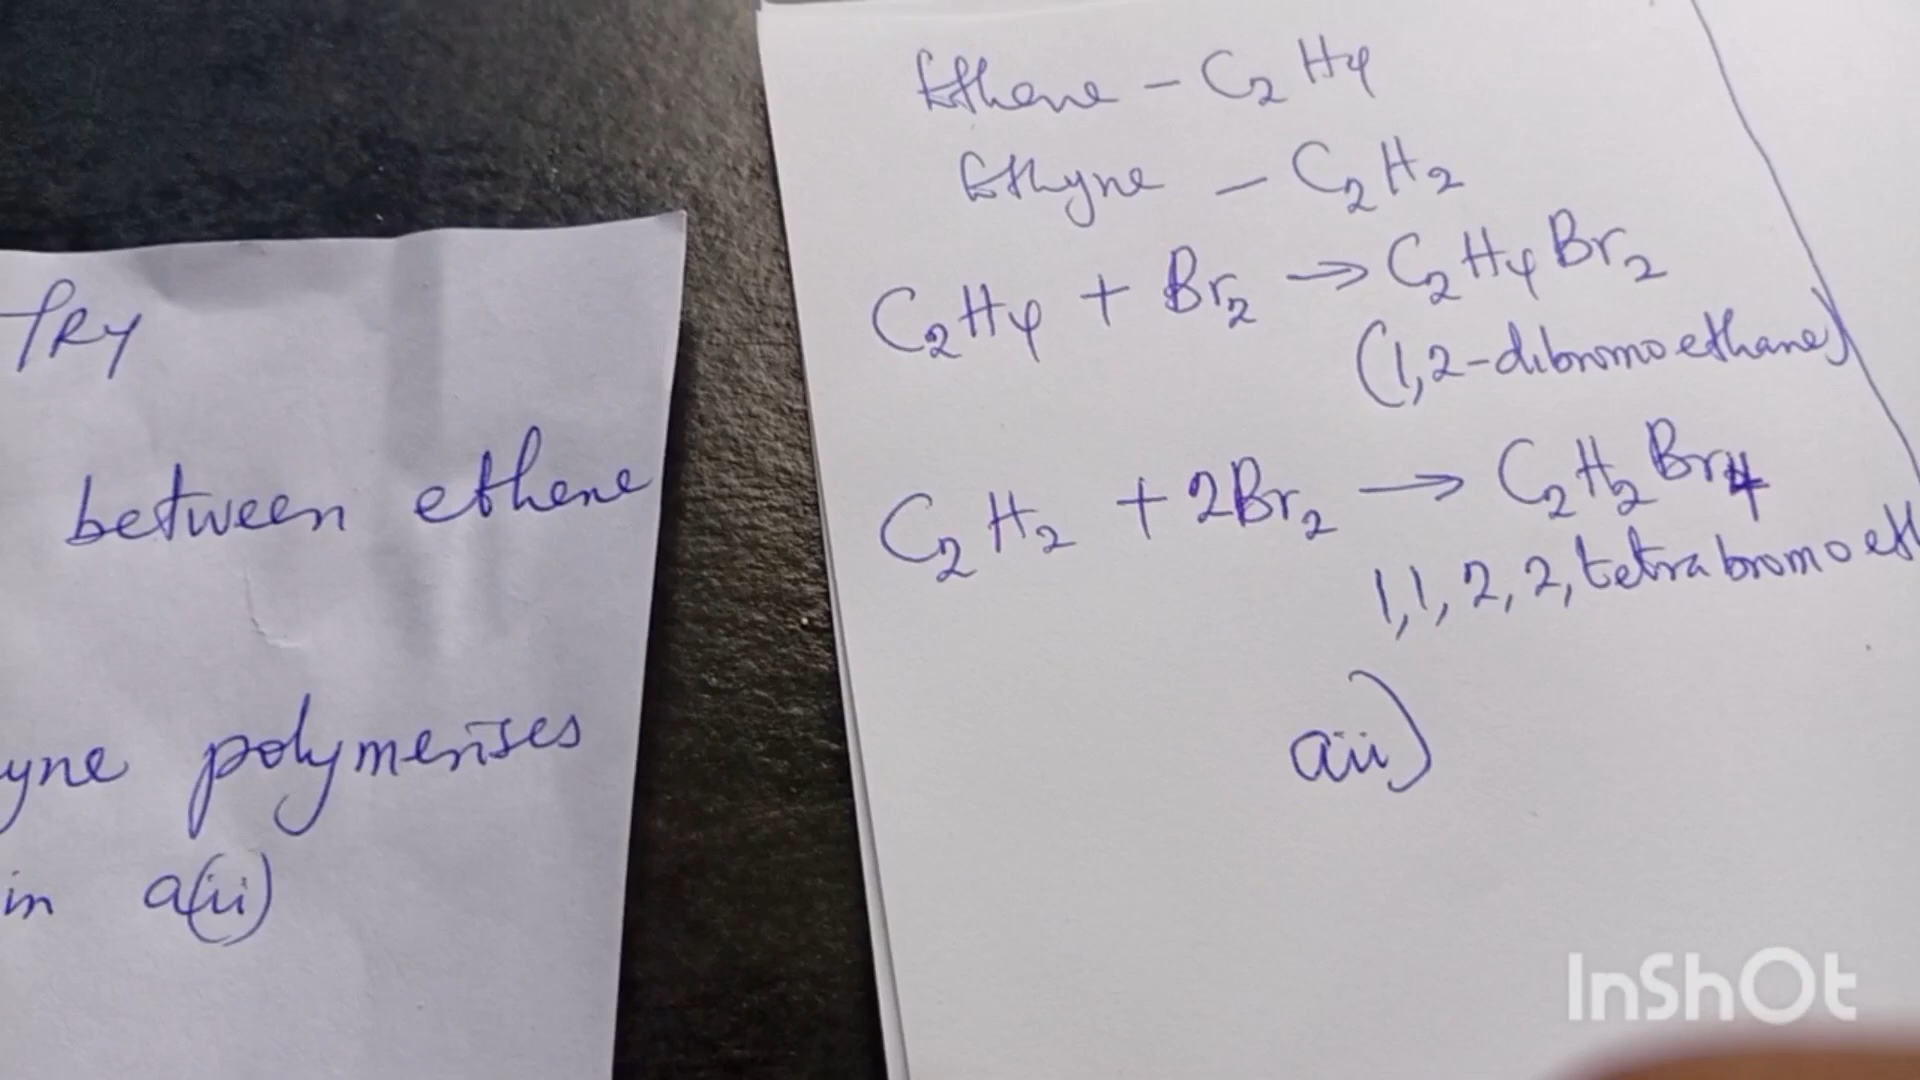 TRY
between ethene
yne polymerises
in a(ii)
Ethene - C₂H₄
Ethyne - C₂H₂
C₂H₄ + Br₂ → C₂H₄Br₂
(1,2-dibromoethane)
C₂H₂ + 2Br₂ → C₂H₂Br₄
1,1,2,2,tetrabromoeth
aii)
InShOt